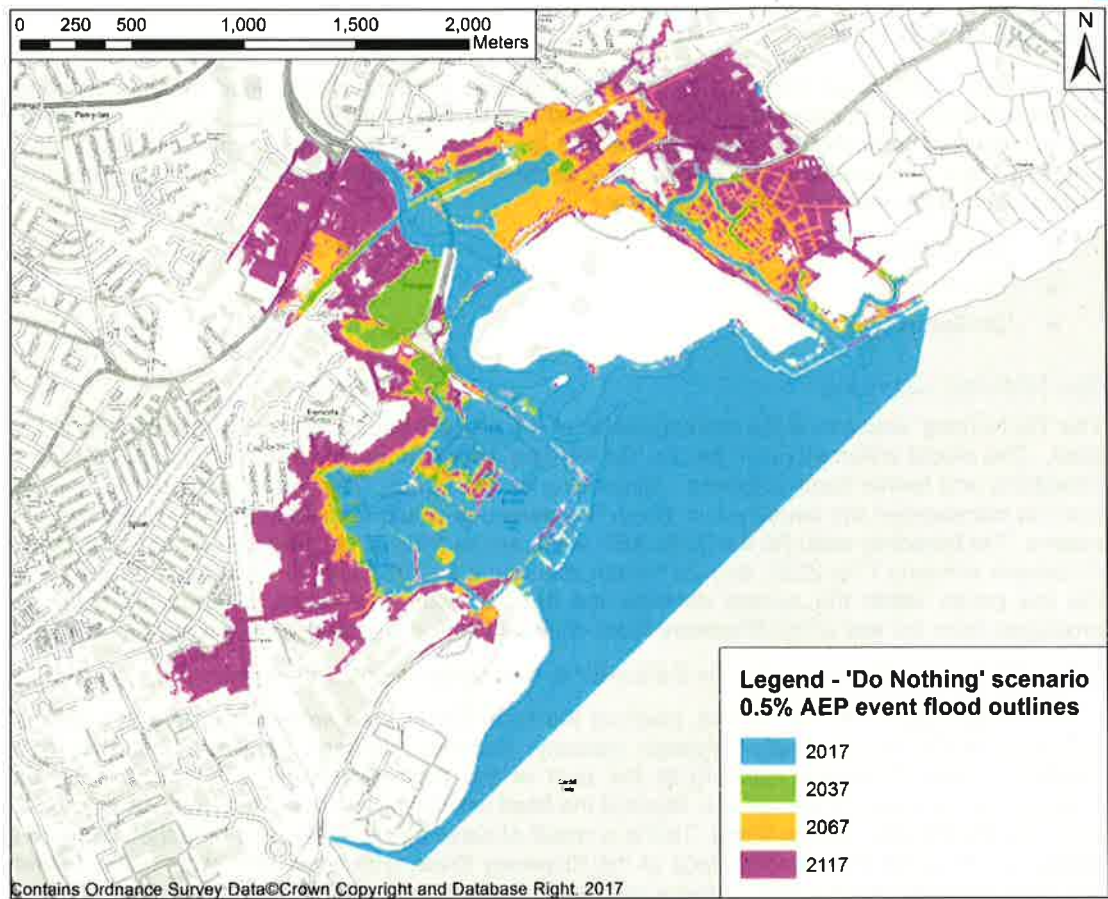 0 250 500 1,000 1,500 2,000
Meters
N
Legend - 'Do Nothing' scenario
0.5% AEP event flood outlines
2017
2037
2067
2117
Contains Ordnance Survey Data©Crown Copyright and Database Right. 2017